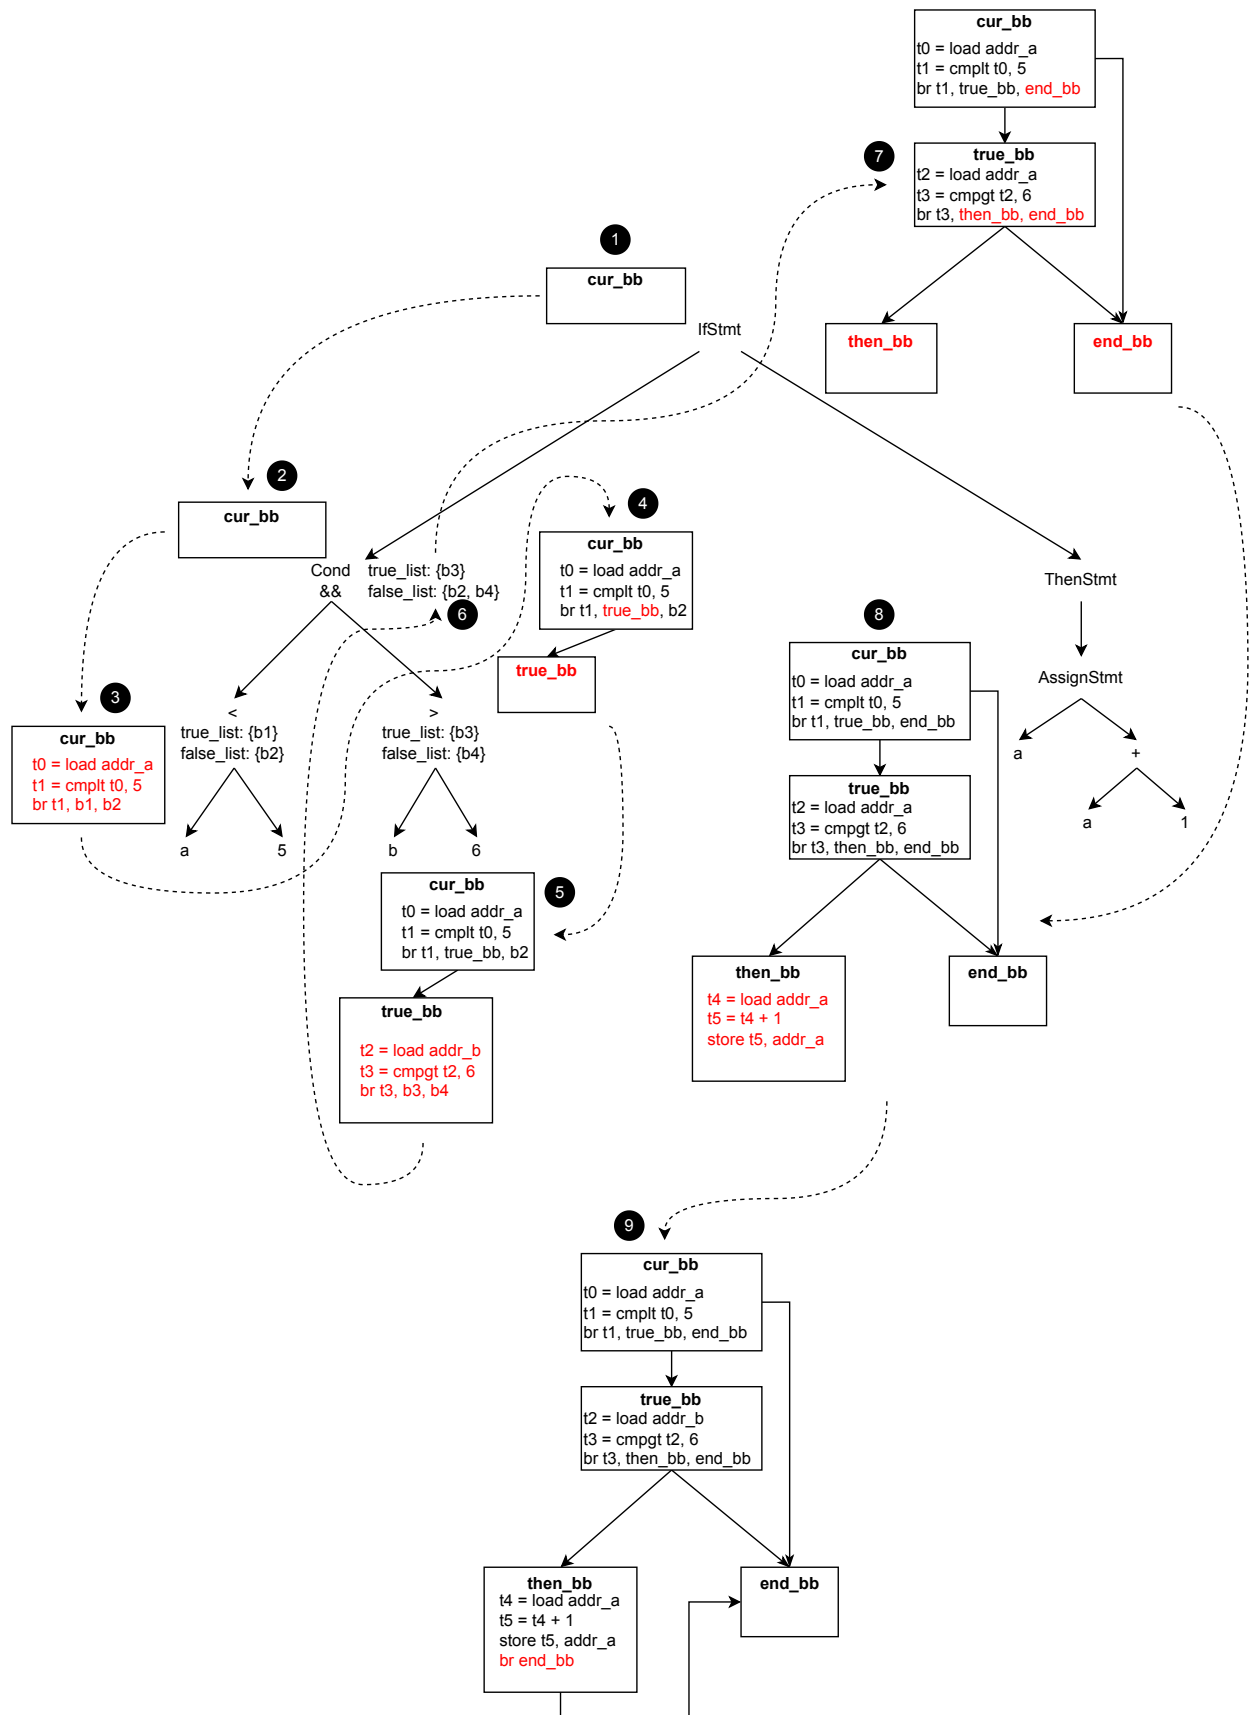 cur_bb
t0 = load addr_a
t1 = cmplt t0, 5
br t1, true_bb, end_bb
7
true_bb
t2 = load addr_a
t3 = cmpgt t2, 6
br t3, then_bb, end_bb
then_bb
end_bb
1
cur_bb
IfStmt
2
cur_bb
Cond
&&
true_list: {b3}
false_list: {b2, b4}
6
4
cur_bb
t0 = load addr_a
t1 = cmplt t0, 5
br t1, true_bb, b2
true_bb
3
cur_bb
t0 = load addr_a
t1 = cmplt t0, 5
br t1, b1, b2
<
true_list: {b1}
false_list: {b2}
a
5
>
true_list: {b3}
false_list: {b4}
b
6
5
cur_bb
t0 = load addr_a
t1 = cmplt t0, 5
br t1, true_bb, b2
true_bb
t2 = load addr_b
t3 = cmpgt t2, 6
br t3, b3, b4
ThenStmt
AssignStmt
a
+
a
1
8
cur_bb
t0 = load addr_a
t1 = cmplt t0, 5
br t1, true_bb, end_bb
true_bb
t2 = load addr_a
t3 = cmpgt t2, 6
br t3, then_bb, end_bb
then_bb
t4 = load addr_a
t5 = t4 + 1
store t5, addr_a
end_bb
9
cur_bb
t0 = load addr_a
t1 = cmplt t0, 5
br t1, true_bb, end_bb
true_bb
t2 = load addr_b
t3 = cmpgt t2, 6
br t3, then_bb, end_bb
then_bb
t4 = load addr_a
t5 = t4 + 1
store t5, addr_a
br end_bb
end_bb